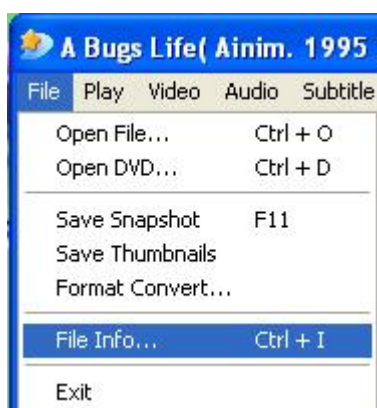 A Bugs Life( Ainim. 1995
File Play Video Audio Subtitle
Open File... Ctrl + O
Open DVD... Ctrl + D
Save Snapshot F11
Save Thumbnails
Format Convert...
File Info... Ctrl + I
Exit